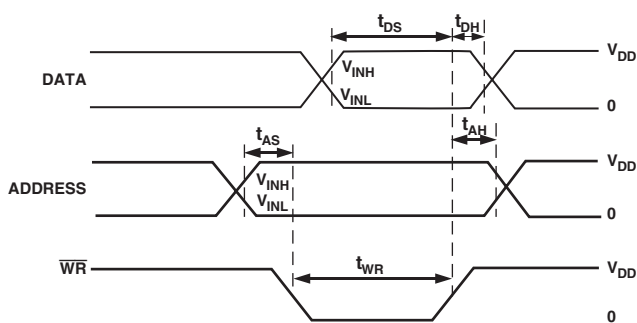 tDS tDH
VDD
DATA
VINH
VINL
0
tAS
tAH
VDD
ADDRESS
VINH
VINL
0
WR
tWR
VDD
0